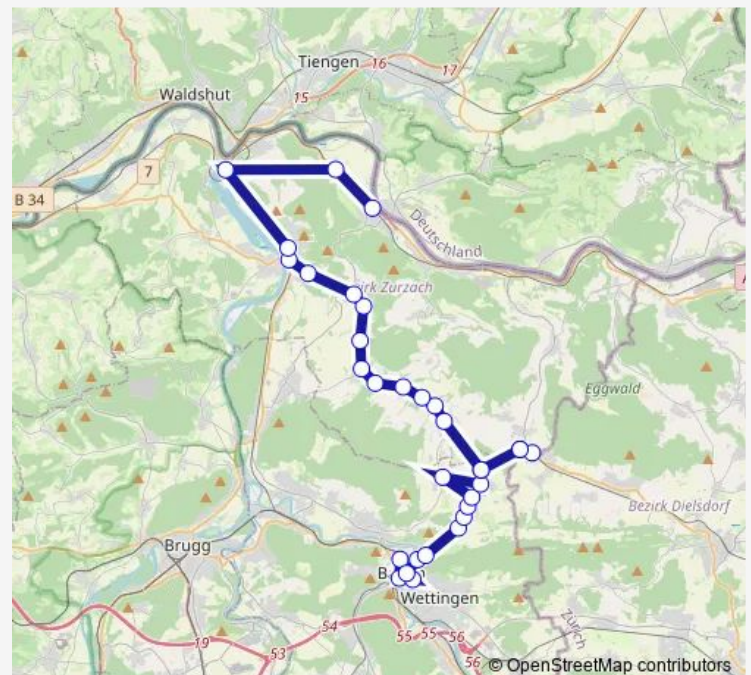 Tiengen
16
17
Waldshut
15
7
B 34
Deutschland
irk Zurzach
A
Eggwald
Bezirk Dielsdorf
Brugg
B n
Wettingen
54
19
53
55
55
56
56
Zürich
© OpenStreetMap contributors